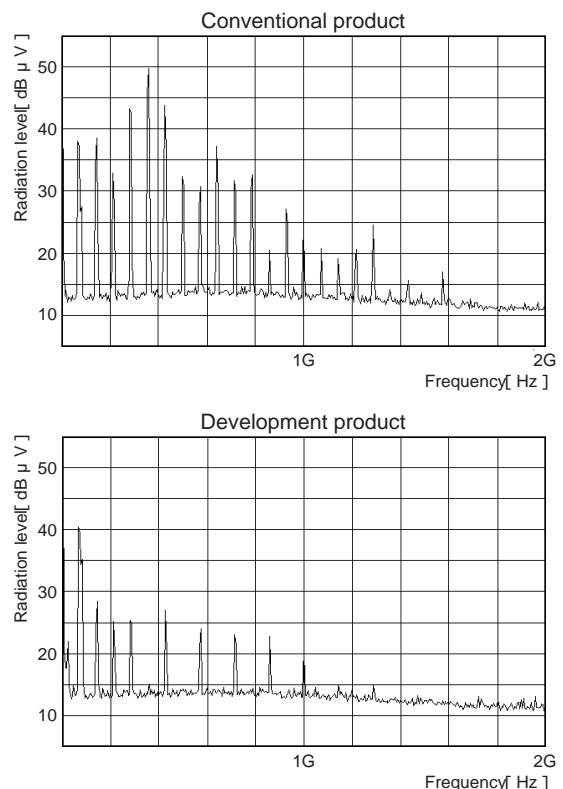 Conventional product
Radiation level[ dB μ V ]
50
40
30
20
10
1G
2G
Frequency[ Hz ]
Development product
Radiation level[ dB μ V ]
50
40
30
20
10
1G
2G
Frequency[ Hz ]